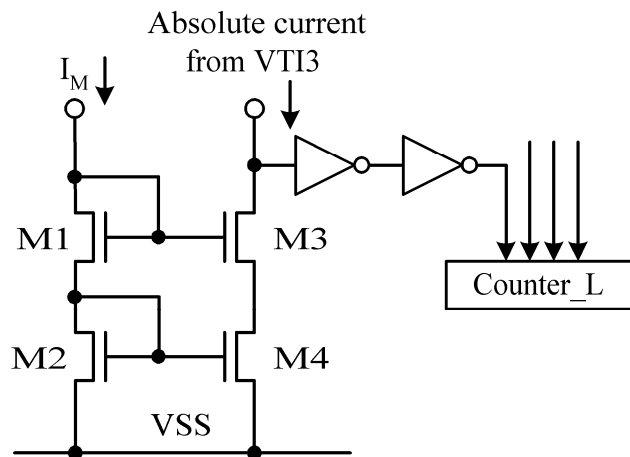 Absolute current
from VTI3
I_M
M1
M3
Counter_L
M2
M4
VSS